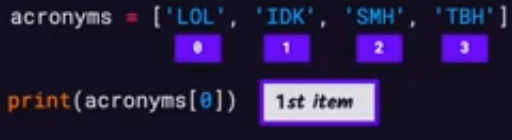 acronyms = ['LOL', 'IDK', 'SMH', 'TBH']
0 1 2 3
print(acronyms[0]) 1st item